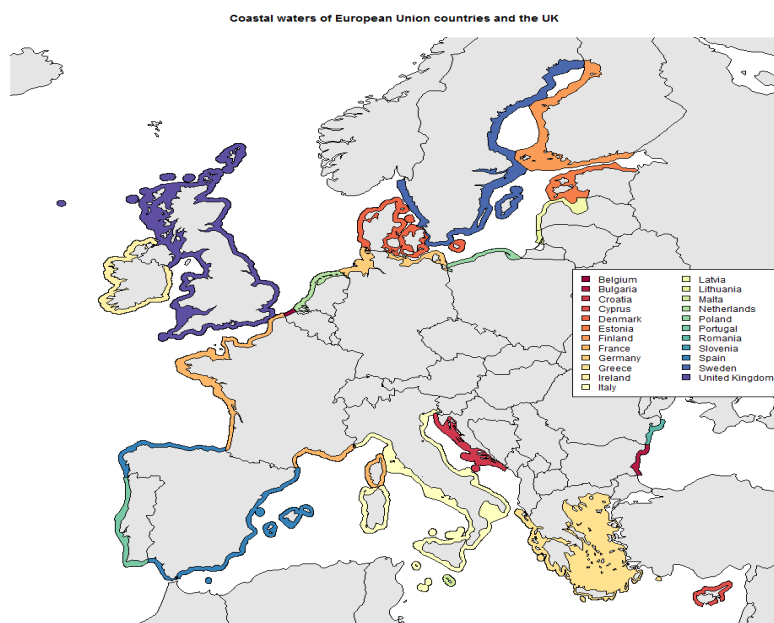 Coastal waters of European Union countries and the UK
Belgium
Bulgaria
Croatia
Cyprus
Denmark
Estonia
Finland
France
Germany
Greece
Ireland
Italy
Latvia
Lithuania
Malta
Netherlands
Poland
Portugal
Romania
Slovenia
Spain
Sweden
United Kingdom